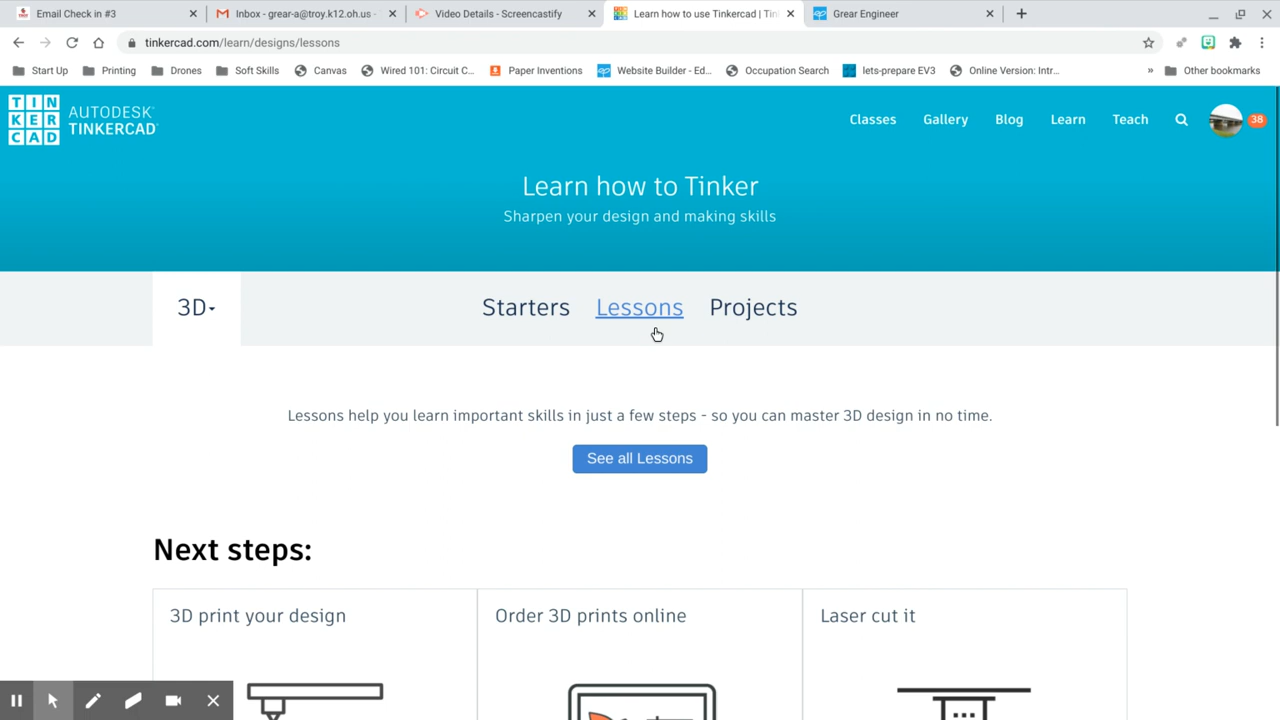 Email Check in #3
Inbox - grear-a@troy.k12.oh.us -
Video Details - Screencastify
Learn how to use Tinkercad | Tin
Grear Engineer
tinkercad.com/learn/designs/lessons
Start Up
Printing
Drones
Soft Skills
Canvas
Wired 101: Circuit C...
Paper Inventions
Website Builder - Ed...
Occupation Search
lets-prepare EV3
Online Version: Intr...
»
Other bookmarks
TIN
KER
CAD
AUTODESK
TINKERCAD
Classes
Gallery
Blog
Learn
Teach
38
Learn how to Tinker
Sharpen your design and making skills
3D
Starters
Lessons
Projects
Lessons help you learn important skills in just a few steps - so you can master 3D design in no time.
See all Lessons
Next steps:
3D print your design
Order 3D prints online
Laser cut it